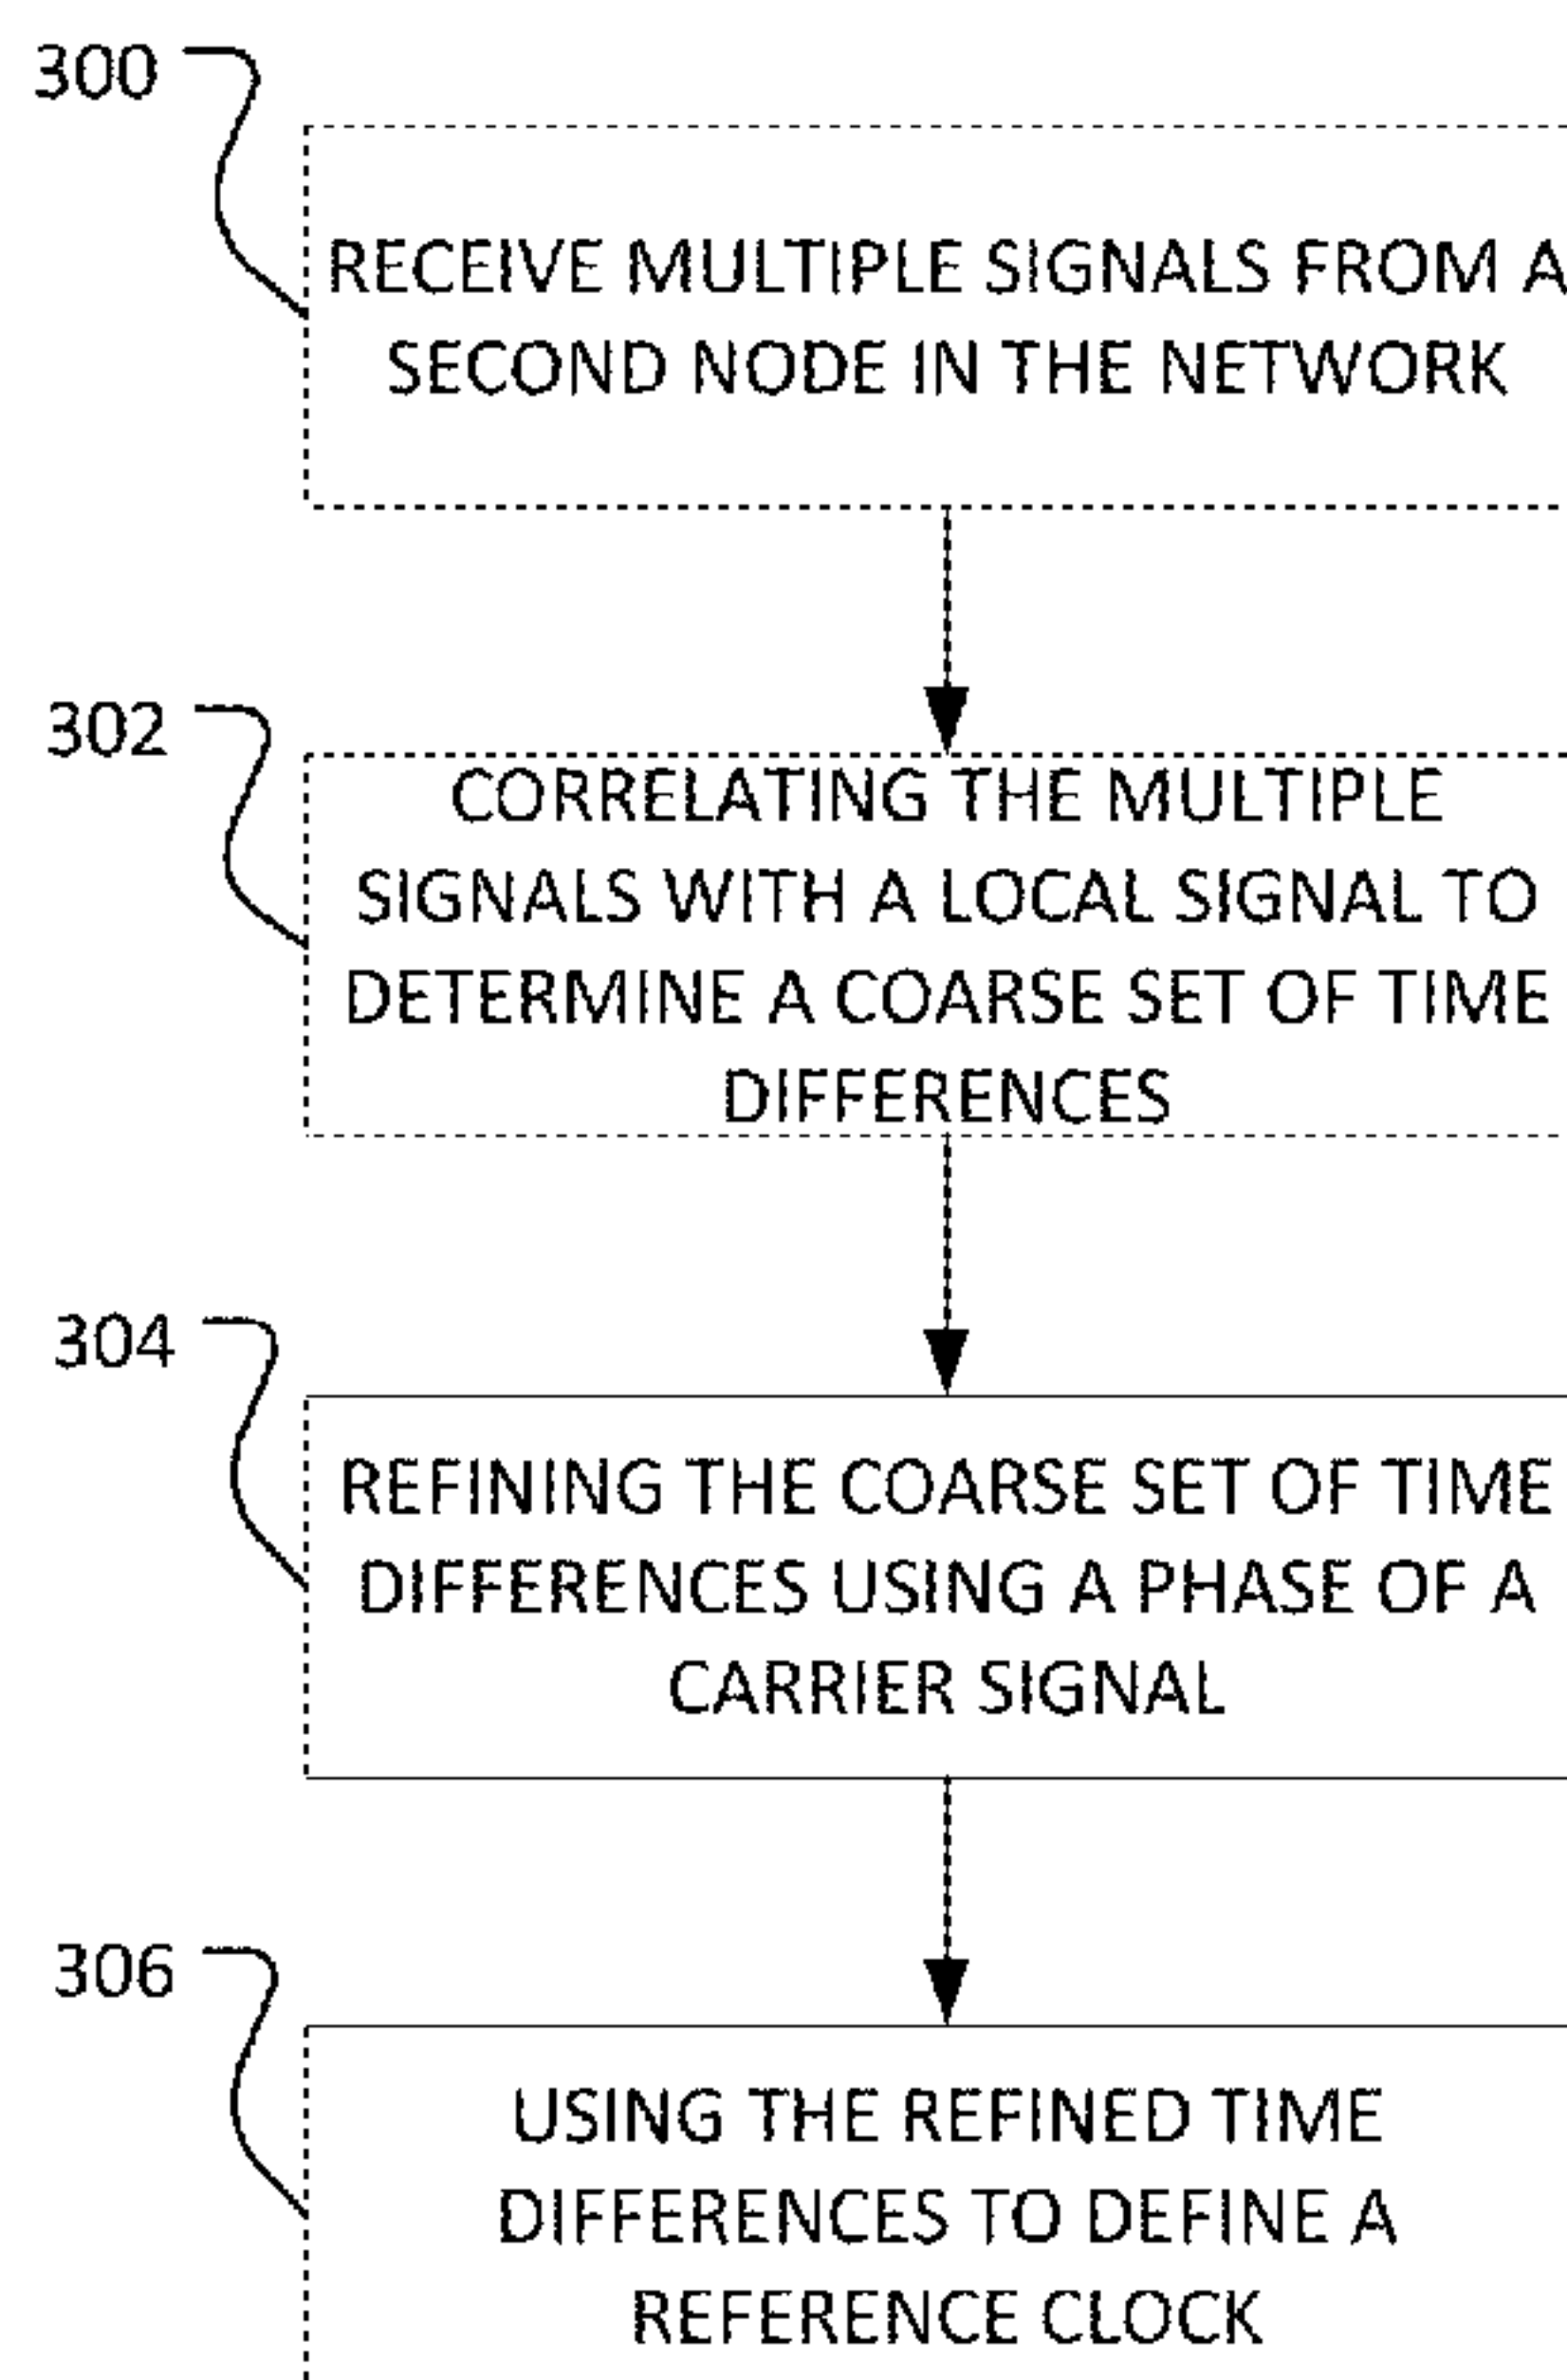 300
RECEIVE MULTIPLE SIGNALS FROM A
SECOND NODE IN THE NETWORK
302
CORRELATING THE MULTIPLE
SIGNALS WITH A LOCAL SIGNAL TO
DETERMINE A COARSE SET OF TIME
DIFFERENCES
304
REFINING THE COARSE SET OF TIME
DIFFERENCES USING A PHASE OF A
CARRIER SIGNAL
306
USING THE REFINED TIME
DIFFERENCES TO DEFINE A
REFERENCE CLOCK